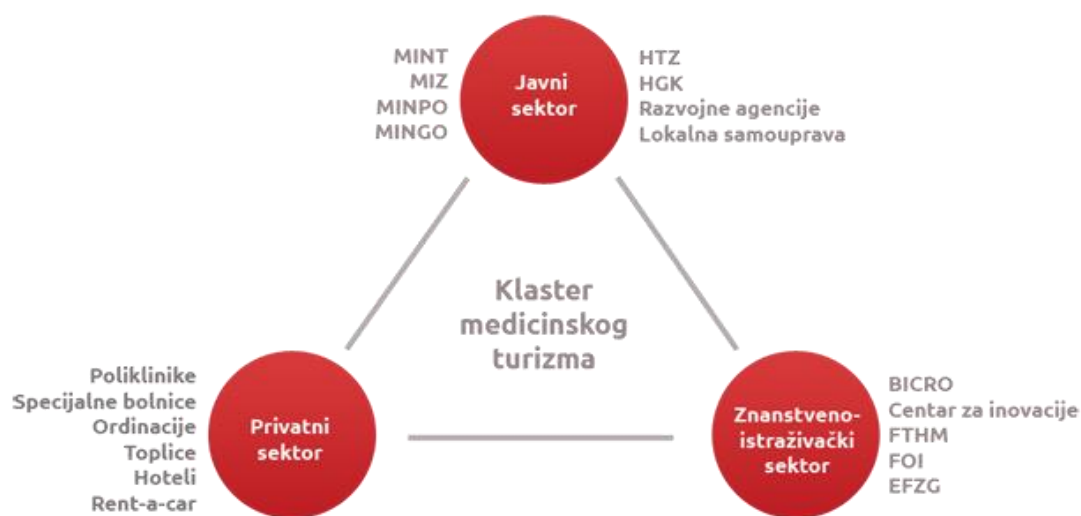 MINT
MIZ
MINPO
MINGO
Javni
sektor
HTZ
HGK
Razvojne agencije
Lokalna samouprava
Klaster
medicinskog
turizma
Poliklinike
Specijalne bolnice
Ordinacije
Toplice
Hoteli
Rent-a-car
Privatni
sektor
Znanstveno-
istraživački
sektor
BICRO
Centar za inovacije
FTHM
FOI
EFZG